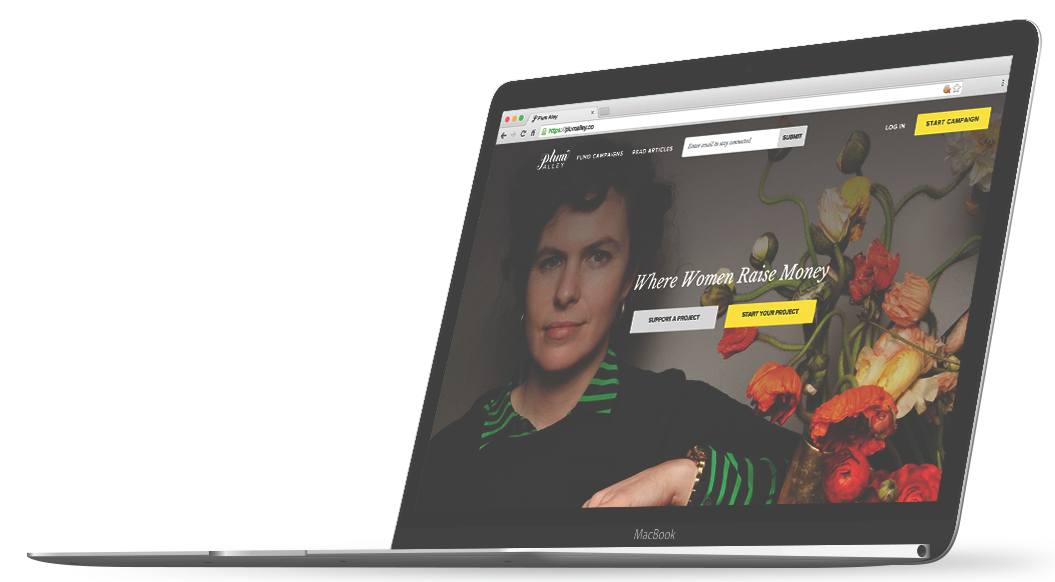 Plum Alley
https://plumalley.co
plum
ALLEY
FUND CAMPAIGNS
READ ARTICLES
Enter email to stay connected
SUBMIT
LOG IN
START CAMPAIGN
Where Women Raise Money
SUPPORT A PROJECT
START YOUR PROJECT
MacBook